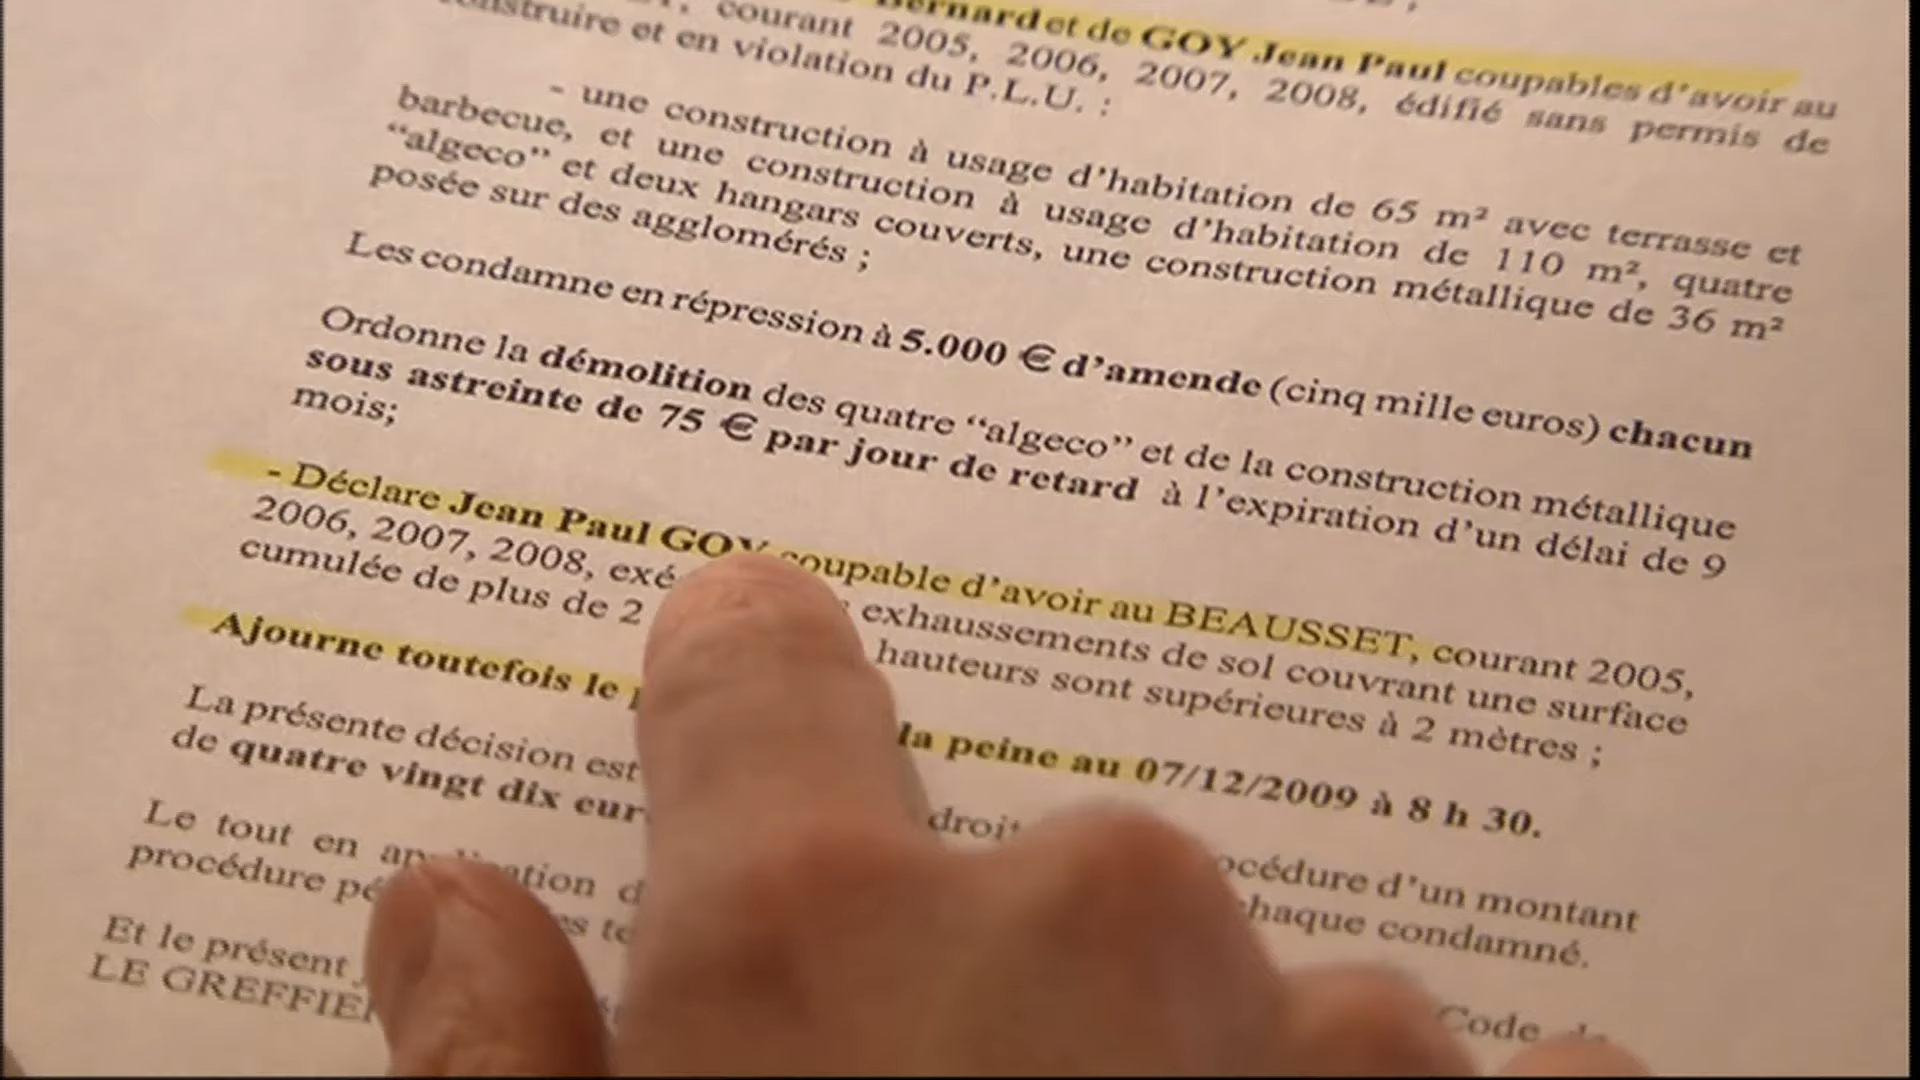 Bernard et de GOY Jean Paul coupables d'avoir au
courant 2005, 2006, 2007, 2008, édifié sans permis de
construire et en violation du P.L.U. :
- une construction à usage d'habitation de 65 m² avec terrasse et
barbecue, et une construction à usage d'habitation de 110 m², quatre
"algeco" et deux hangars couverts, une construction métallique de 36 m²
posée sur des agglomérés ;
Les condamne en répression à 5.000 € d'amende (cinq mille euros) chacun
Ordonne la démolition des quatre "algeco" et de la construction métallique
sous astreinte de 75 € par jour de retard à l'expiration d'un délai de 9
mois;
- Déclare Jean Paul GOY coupable d'avoir au BEAUSSET, courant 2005,
2006, 2007, 2008, exhaussements de sol couvrant une surface
cumulée de plus de 2 hauteurs sont supérieures à 2 mètres ;
Ajourne toutefois le la peine au 07/12/2009 à 8 h 30.
La présente décision est droit procédure d'un montant
de quatre vingt dix chaque condamné.
Le tout en Code de
procédure
Et le présent
LE GREFFIER